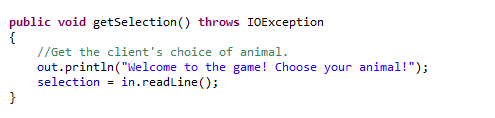 public void getSelection() throws IOException
{
    //Get the client's choice of animal.
    out.println("Welcome to the game! Choose your animal!");
    selection = in.readLine();
}